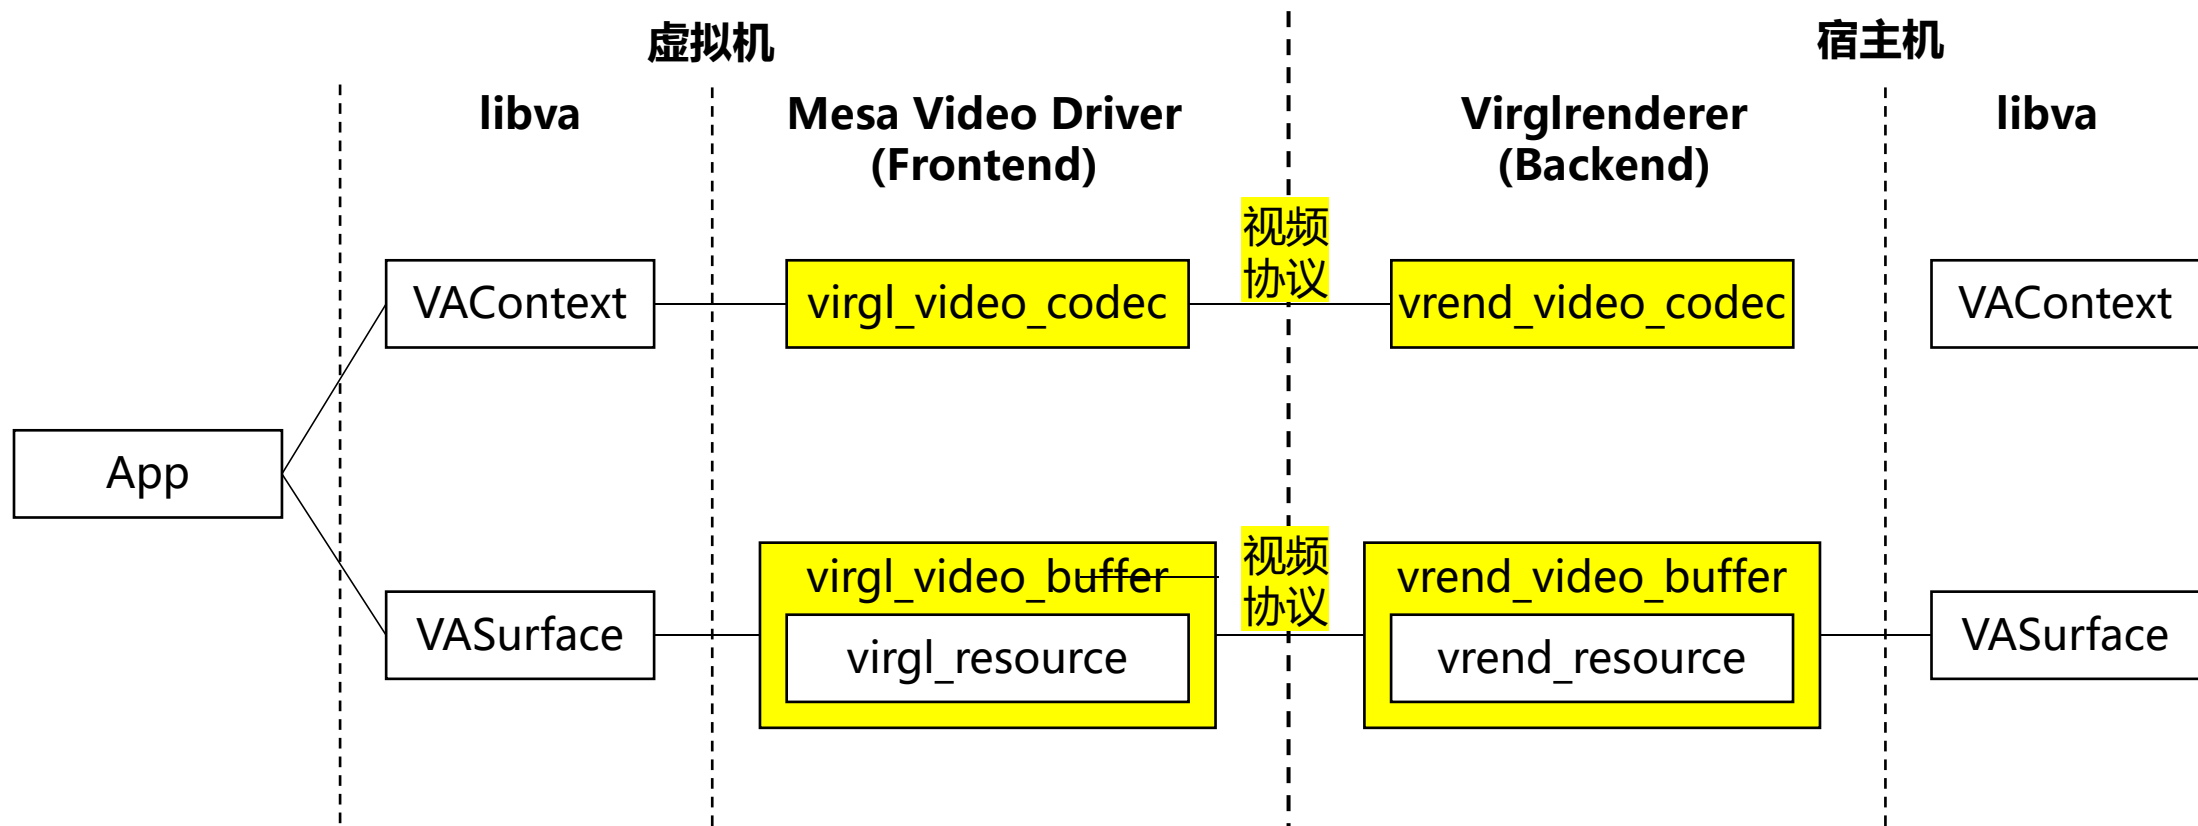 虚拟机
宿主机
libva
Mesa Video Driver
(Frontend)
Virglrenderer
(Backend)
libva
视频
协议
VAContext
virgl_video_codec
vrend_video_codec
VAContext
App
视频
协议
virgl_video_buffer
vrend_video_buffer
VASurface
virgl_resource
vrend_resource
VASurface